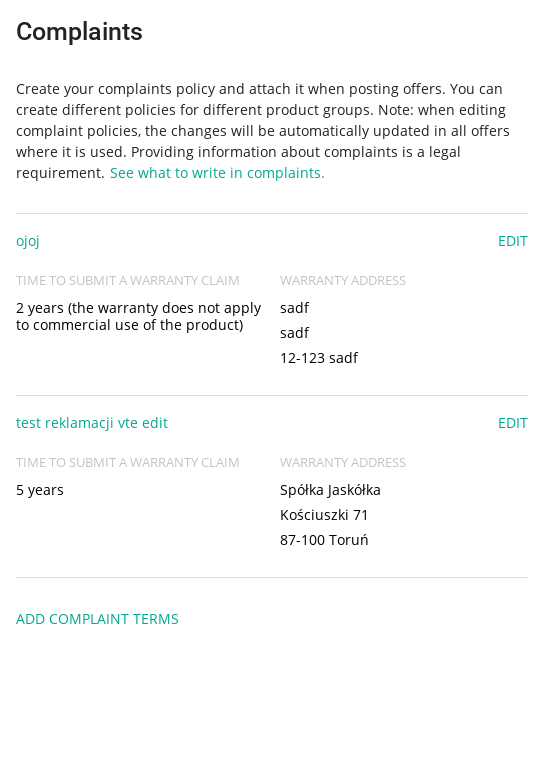 Complaints
Create your complaints policy and attach it when posting offers. You can
create different policies for different product groups. Note: when editing
complaint policies, the changes will be automatically updated in all offers
where it is used. Providing information about complaints is a legal
requirement. See what to write in complaints.
ojoj
EDIT
TIME TO SUBMIT A WARRANTY CLAIM
2 years (the warranty does not apply
to commercial use of the product)
WARRANTY ADDRESS
sadf
sadf
12-123 sadf
test reklamacji vte edit
EDIT
TIME TO SUBMIT A WARRANTY CLAIM
5 years
WARRANTY ADDRESS
Spółka Jaskółka
Kościuszki 71
87-100 Toruń
ADD COMPLAINT TERMS